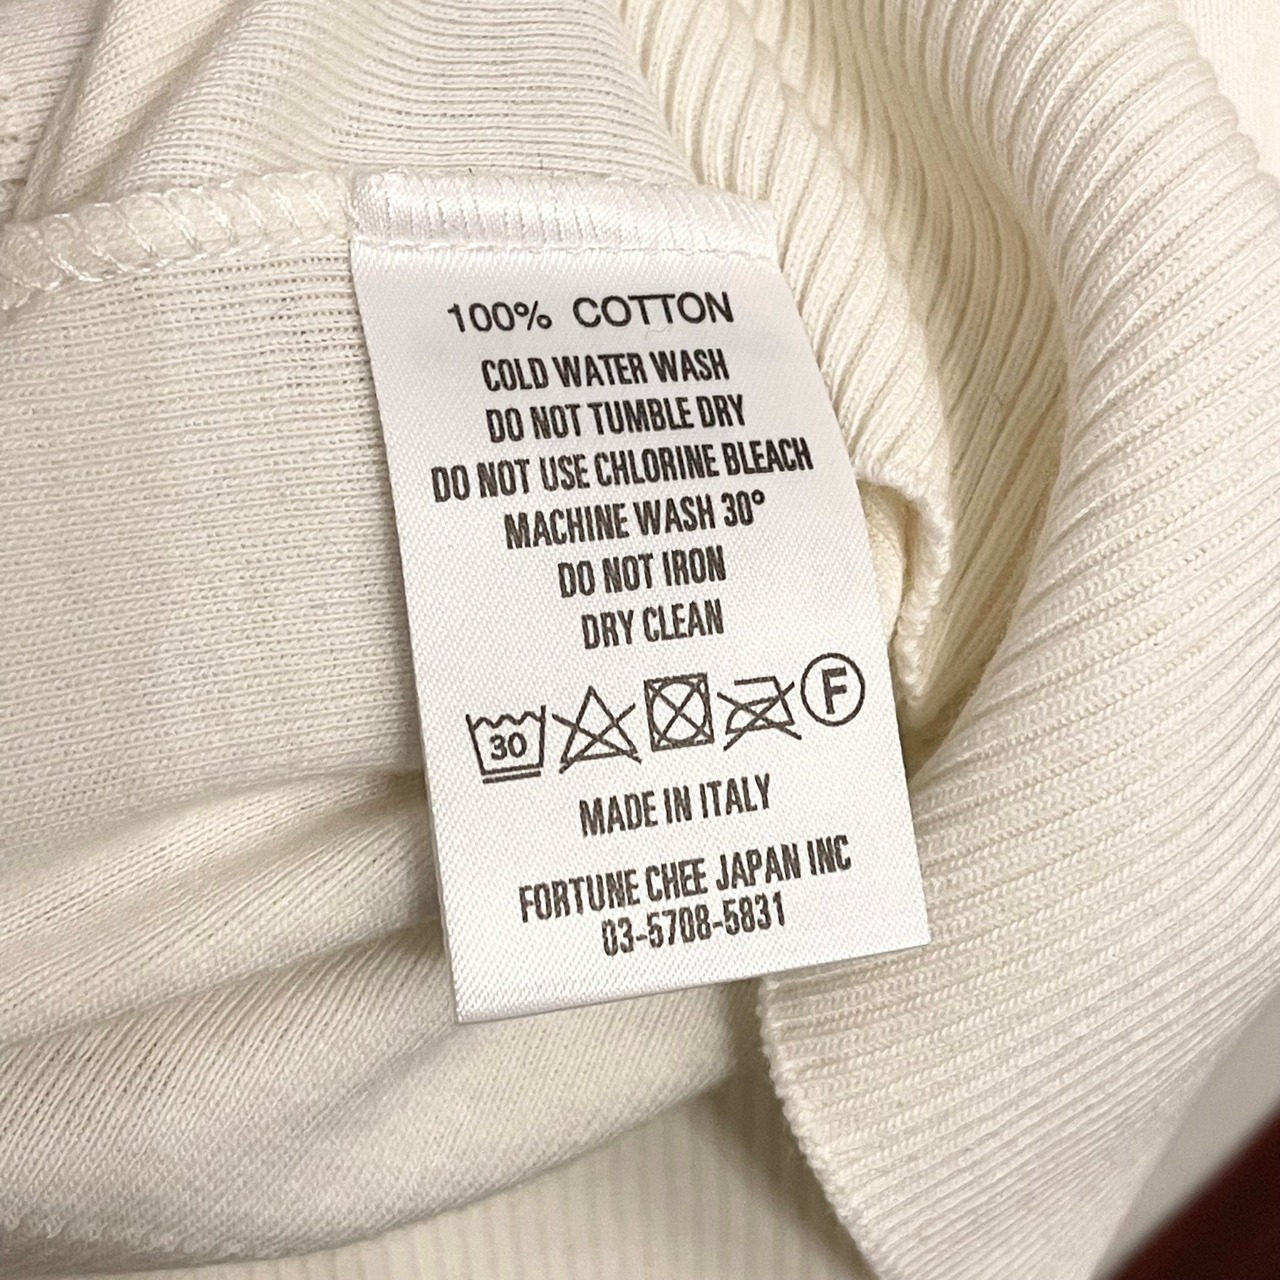 100% COTTON
COLD WATER WASH
DO NOT TUMBLE DRY
DO NOT USE CHLORINE BLEACH
MACHINE WASH 30°
DO NOT IRON
DRY CLEAN
30 F
MADE IN ITALY
FORTUNE CHEE JAPAN INC
03-5708-5831